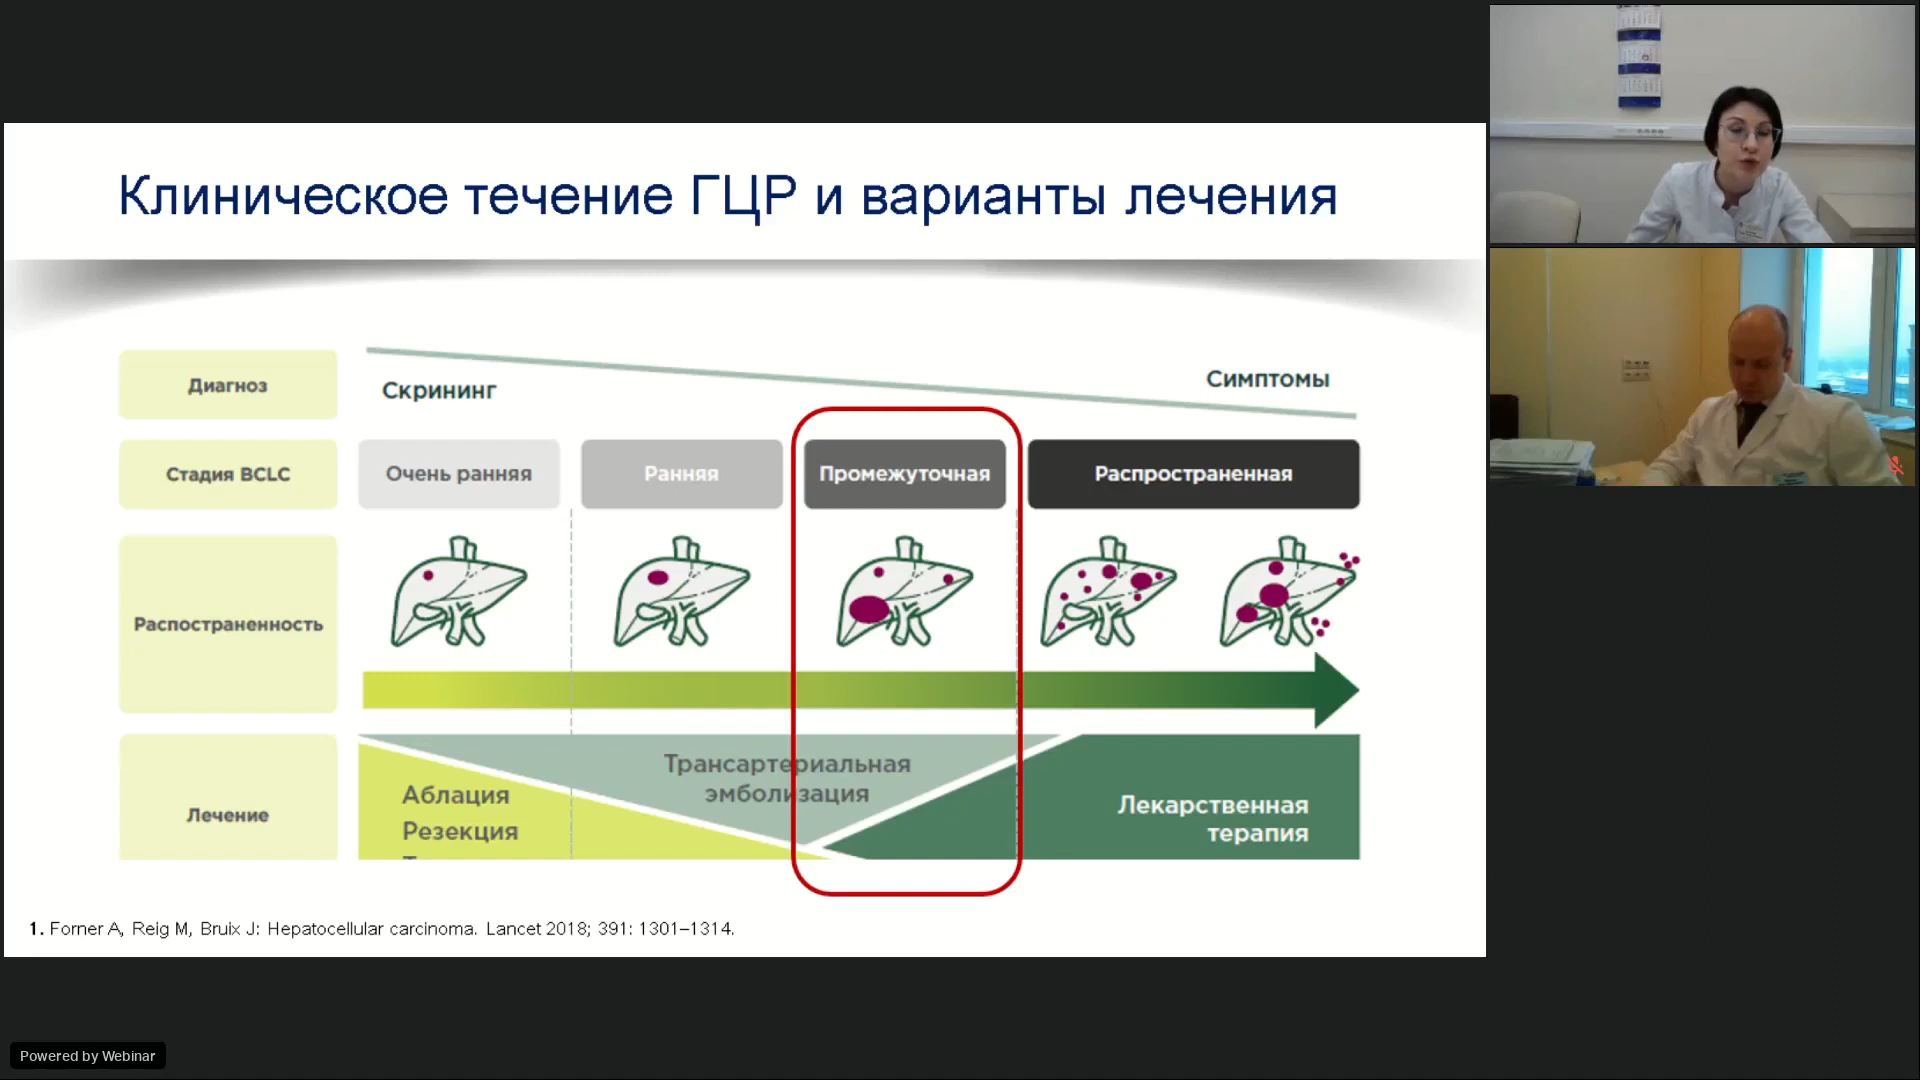 Клиническое течение ГЦР и варианты лечения
Диагноз
Скрининг
Симптомы
Стадия BCLC
Очень ранняя
Ранняя
Промежуточная
Распространенная
Распостраненность
Лечение
Аблация
Резекция
Трансартериальная
эмболизация
Лекарственная
терапия
1. Forner A, Reig M, Bruix J: Hepatocellular carcinoma. Lancet 2018; 391: 1301–1314.
Powered by Webinar